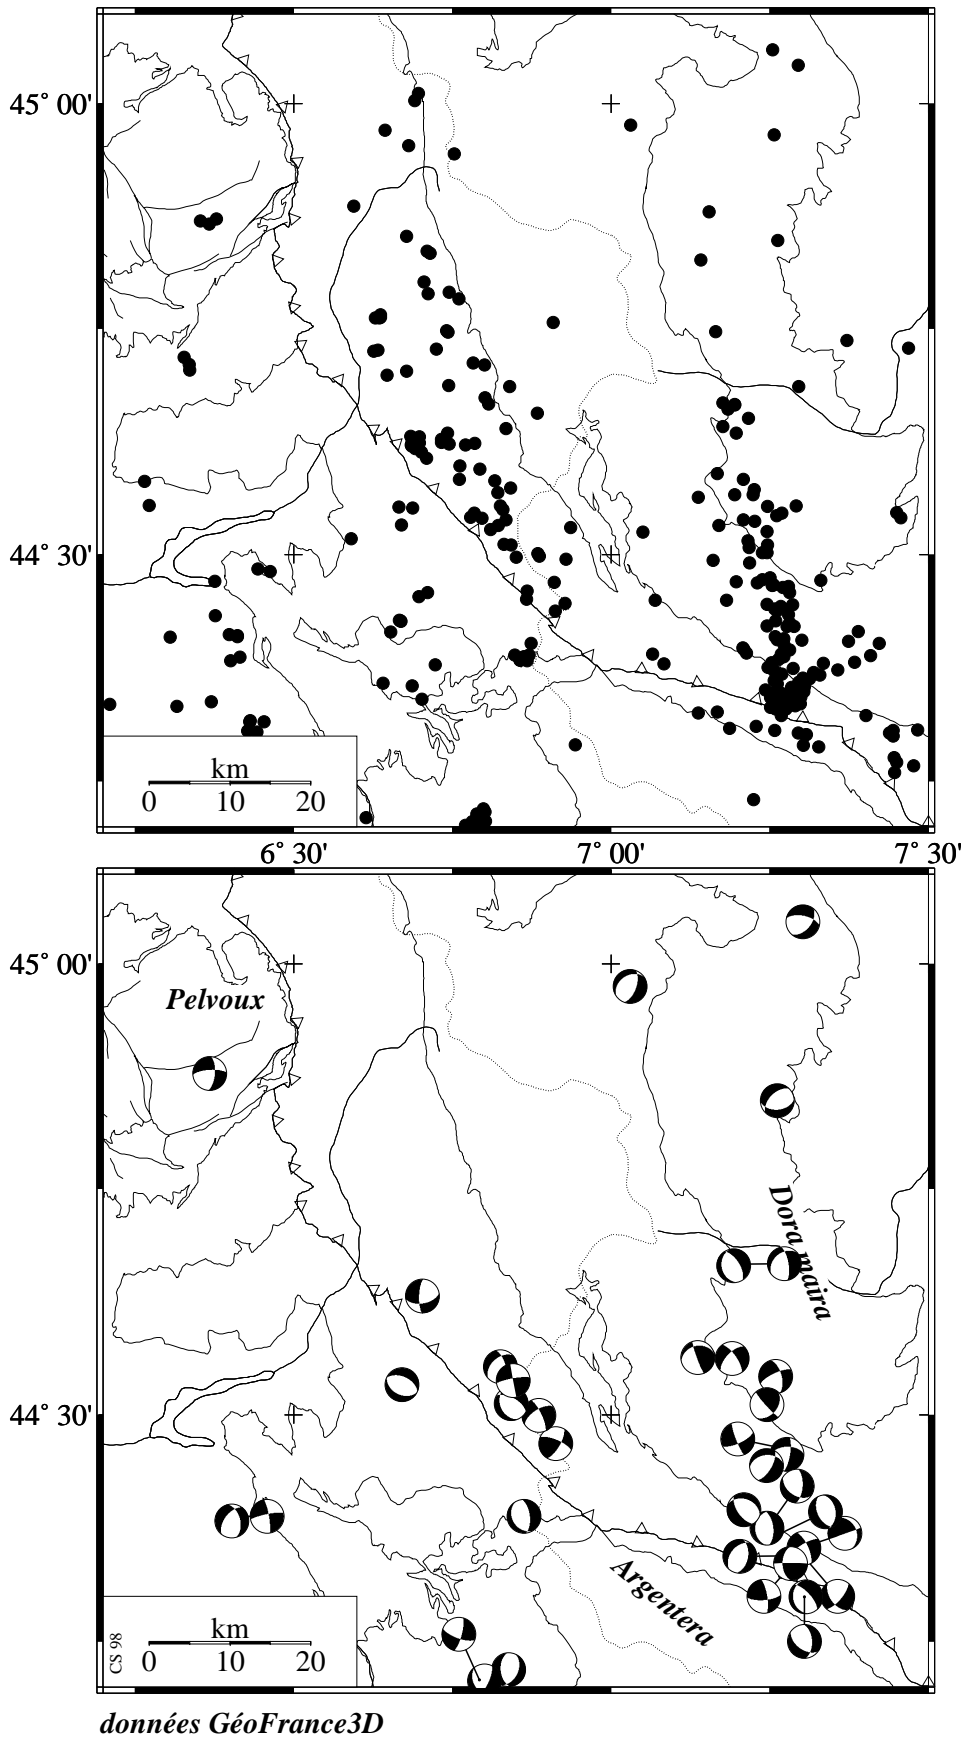 45° 00'
44° 30'
km
0 10 20
6° 30' 7° 00' 7° 30'
45° 00'
Pelvoux
Dora maira
44° 30'
Argentera
km
0 10 20
CS 98
données GéoFrance3D